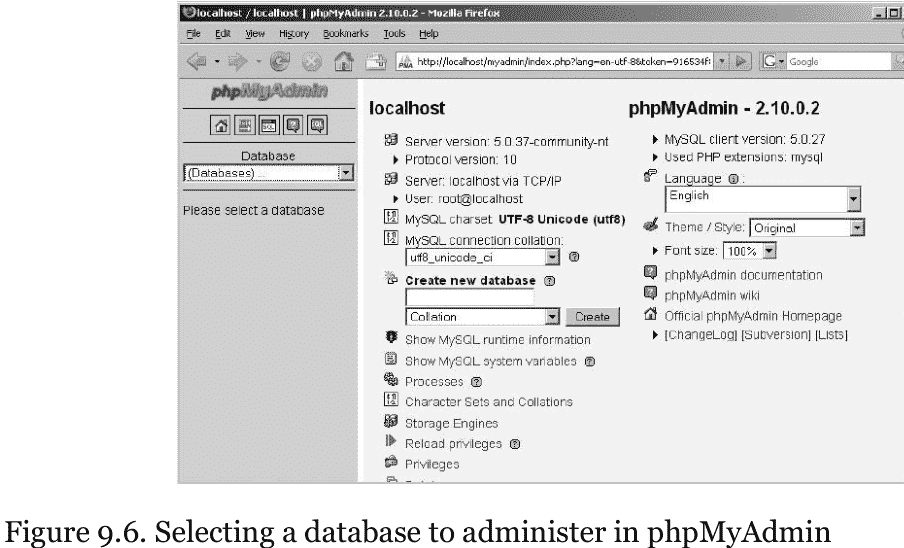 localhost / localhost | phpMyAdmin 2.10.0.2 - Mozilla Firefox
File Edit View History Bookmarks Tools Help
http://localhost/myadmin/index.php?lang=en-utf-8&token=916534f Google
phpMyAdmin
Database
(Databases) ...
Please select a database
localhost
Server version: 5.0.37-community-nt
Protocol version: 10
Server: localhost via TCP/IP
User: root@localhost
MySQL charset: UTF-8 Unicode (utf8)
MySQL connection collation:
utf8_unicode_ci
Create new database
Collation Create
Show MySQL runtime information
Show MySQL system variables
Processes
Character Sets and Collations
Storage Engines
Reload privileges
Privileges
phpMyAdmin - 2.10.0.2
MySQL client version: 5.0.27
Used PHP extensions: mysql
Language :
English
Theme / Style: Original
Font size: 100%
phpMyAdmin documentation
phpMyAdmin wiki
Official phpMyAdmin Homepage
[ChangeLog] [Subversion] [Lists]
Figure 9.6. Selecting a database to administer in phpMyAdmin